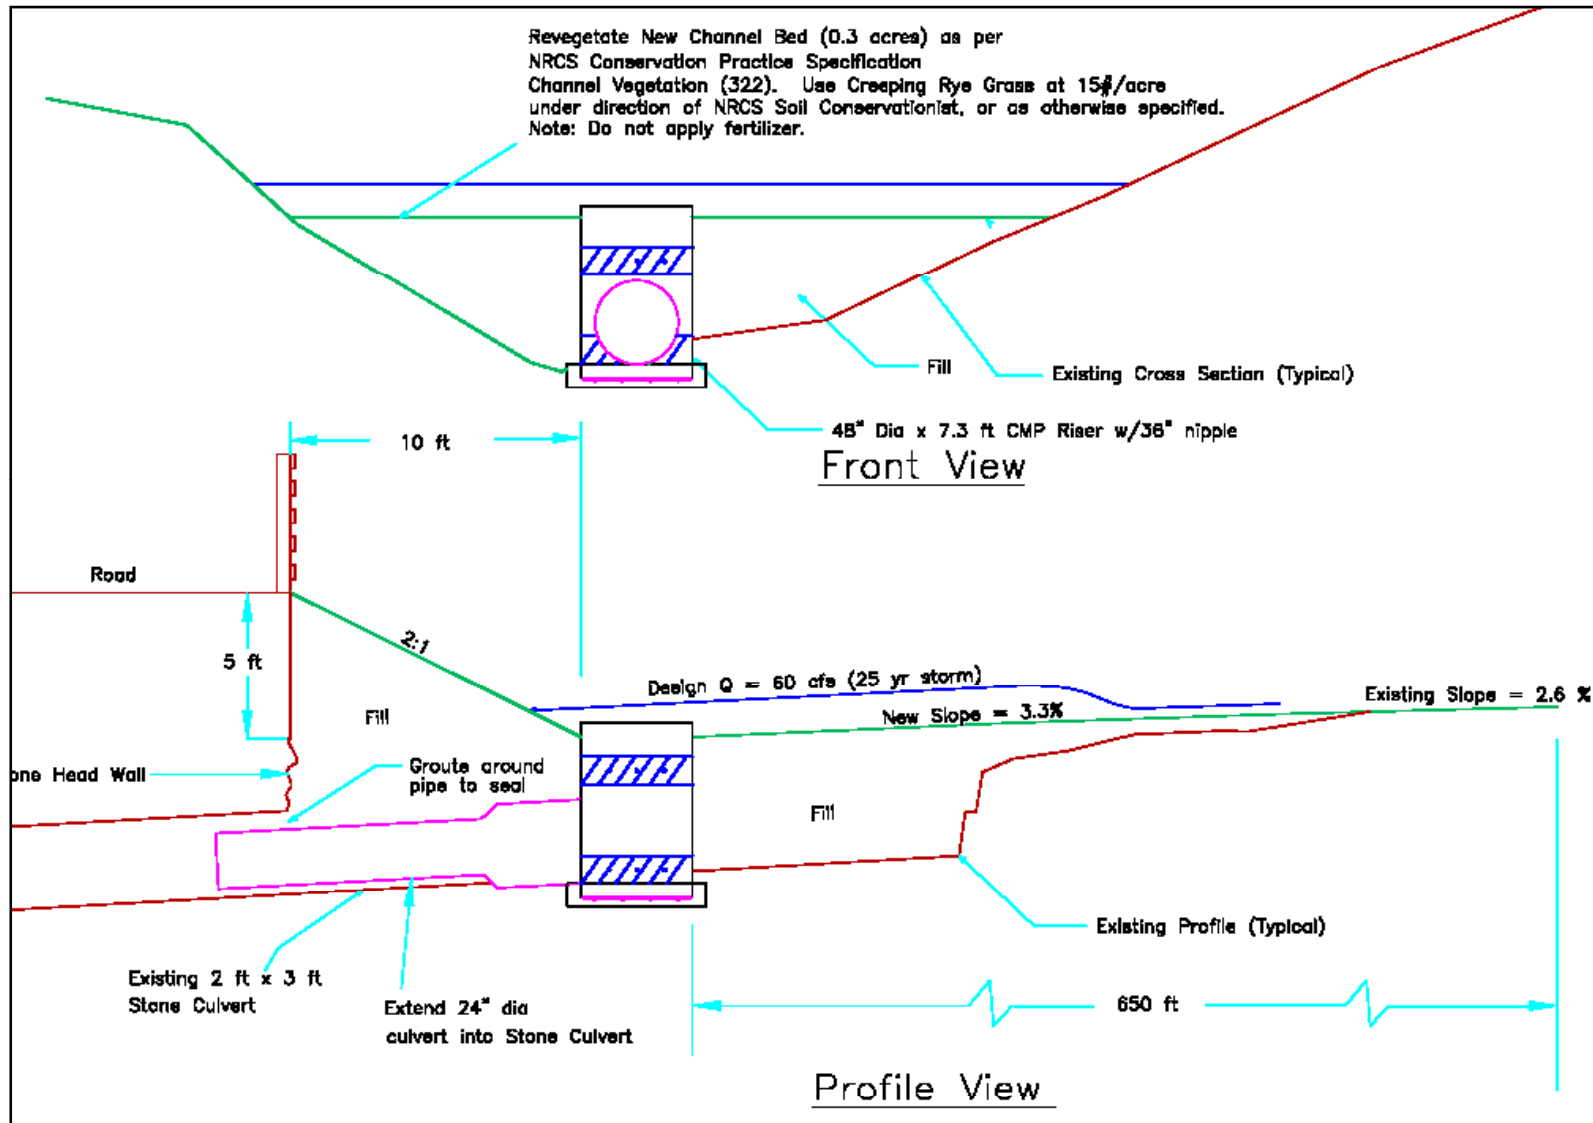 Revegetate New Channel Bed (0.3 acres) as per
NRCS Conservation Practice Specification
Channel Vegetation (322). Use Creeping Rye Grass at 15#/acre
under direction of NRCS Soil Conservationist, or as otherwise specified.
Note: Do not apply fertilizer.
Fill
Existing Cross Section (Typical)
48" Dia x 7.3 ft CMP Riser w/36" nipple
Front View
10 ft
Road
5 ft
2:1
Fill
Design Q = 60 cfs (25 yr storm)
New Slope = 3.3%
Existing Slope = 2.6 %
one Head Wall
Groute around
pipe to seal
Fill
Existing Profile (Typical)
Existing 2 ft x 3 ft
Stone Culvert
Extend 24" dia
culvert into Stone Culvert
650 ft
Profile View